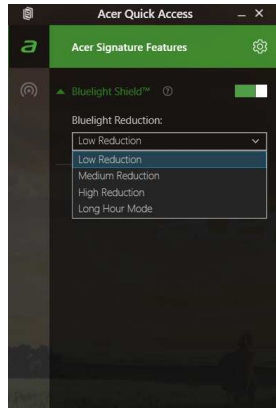 Acer Quick Access
a
Acer Signature Features
Bluelight Shield™ ?
Bluelight Reduction:
Low Reduction
Low Reduction
Medium Reduction
High Reduction
Long Hour Mode